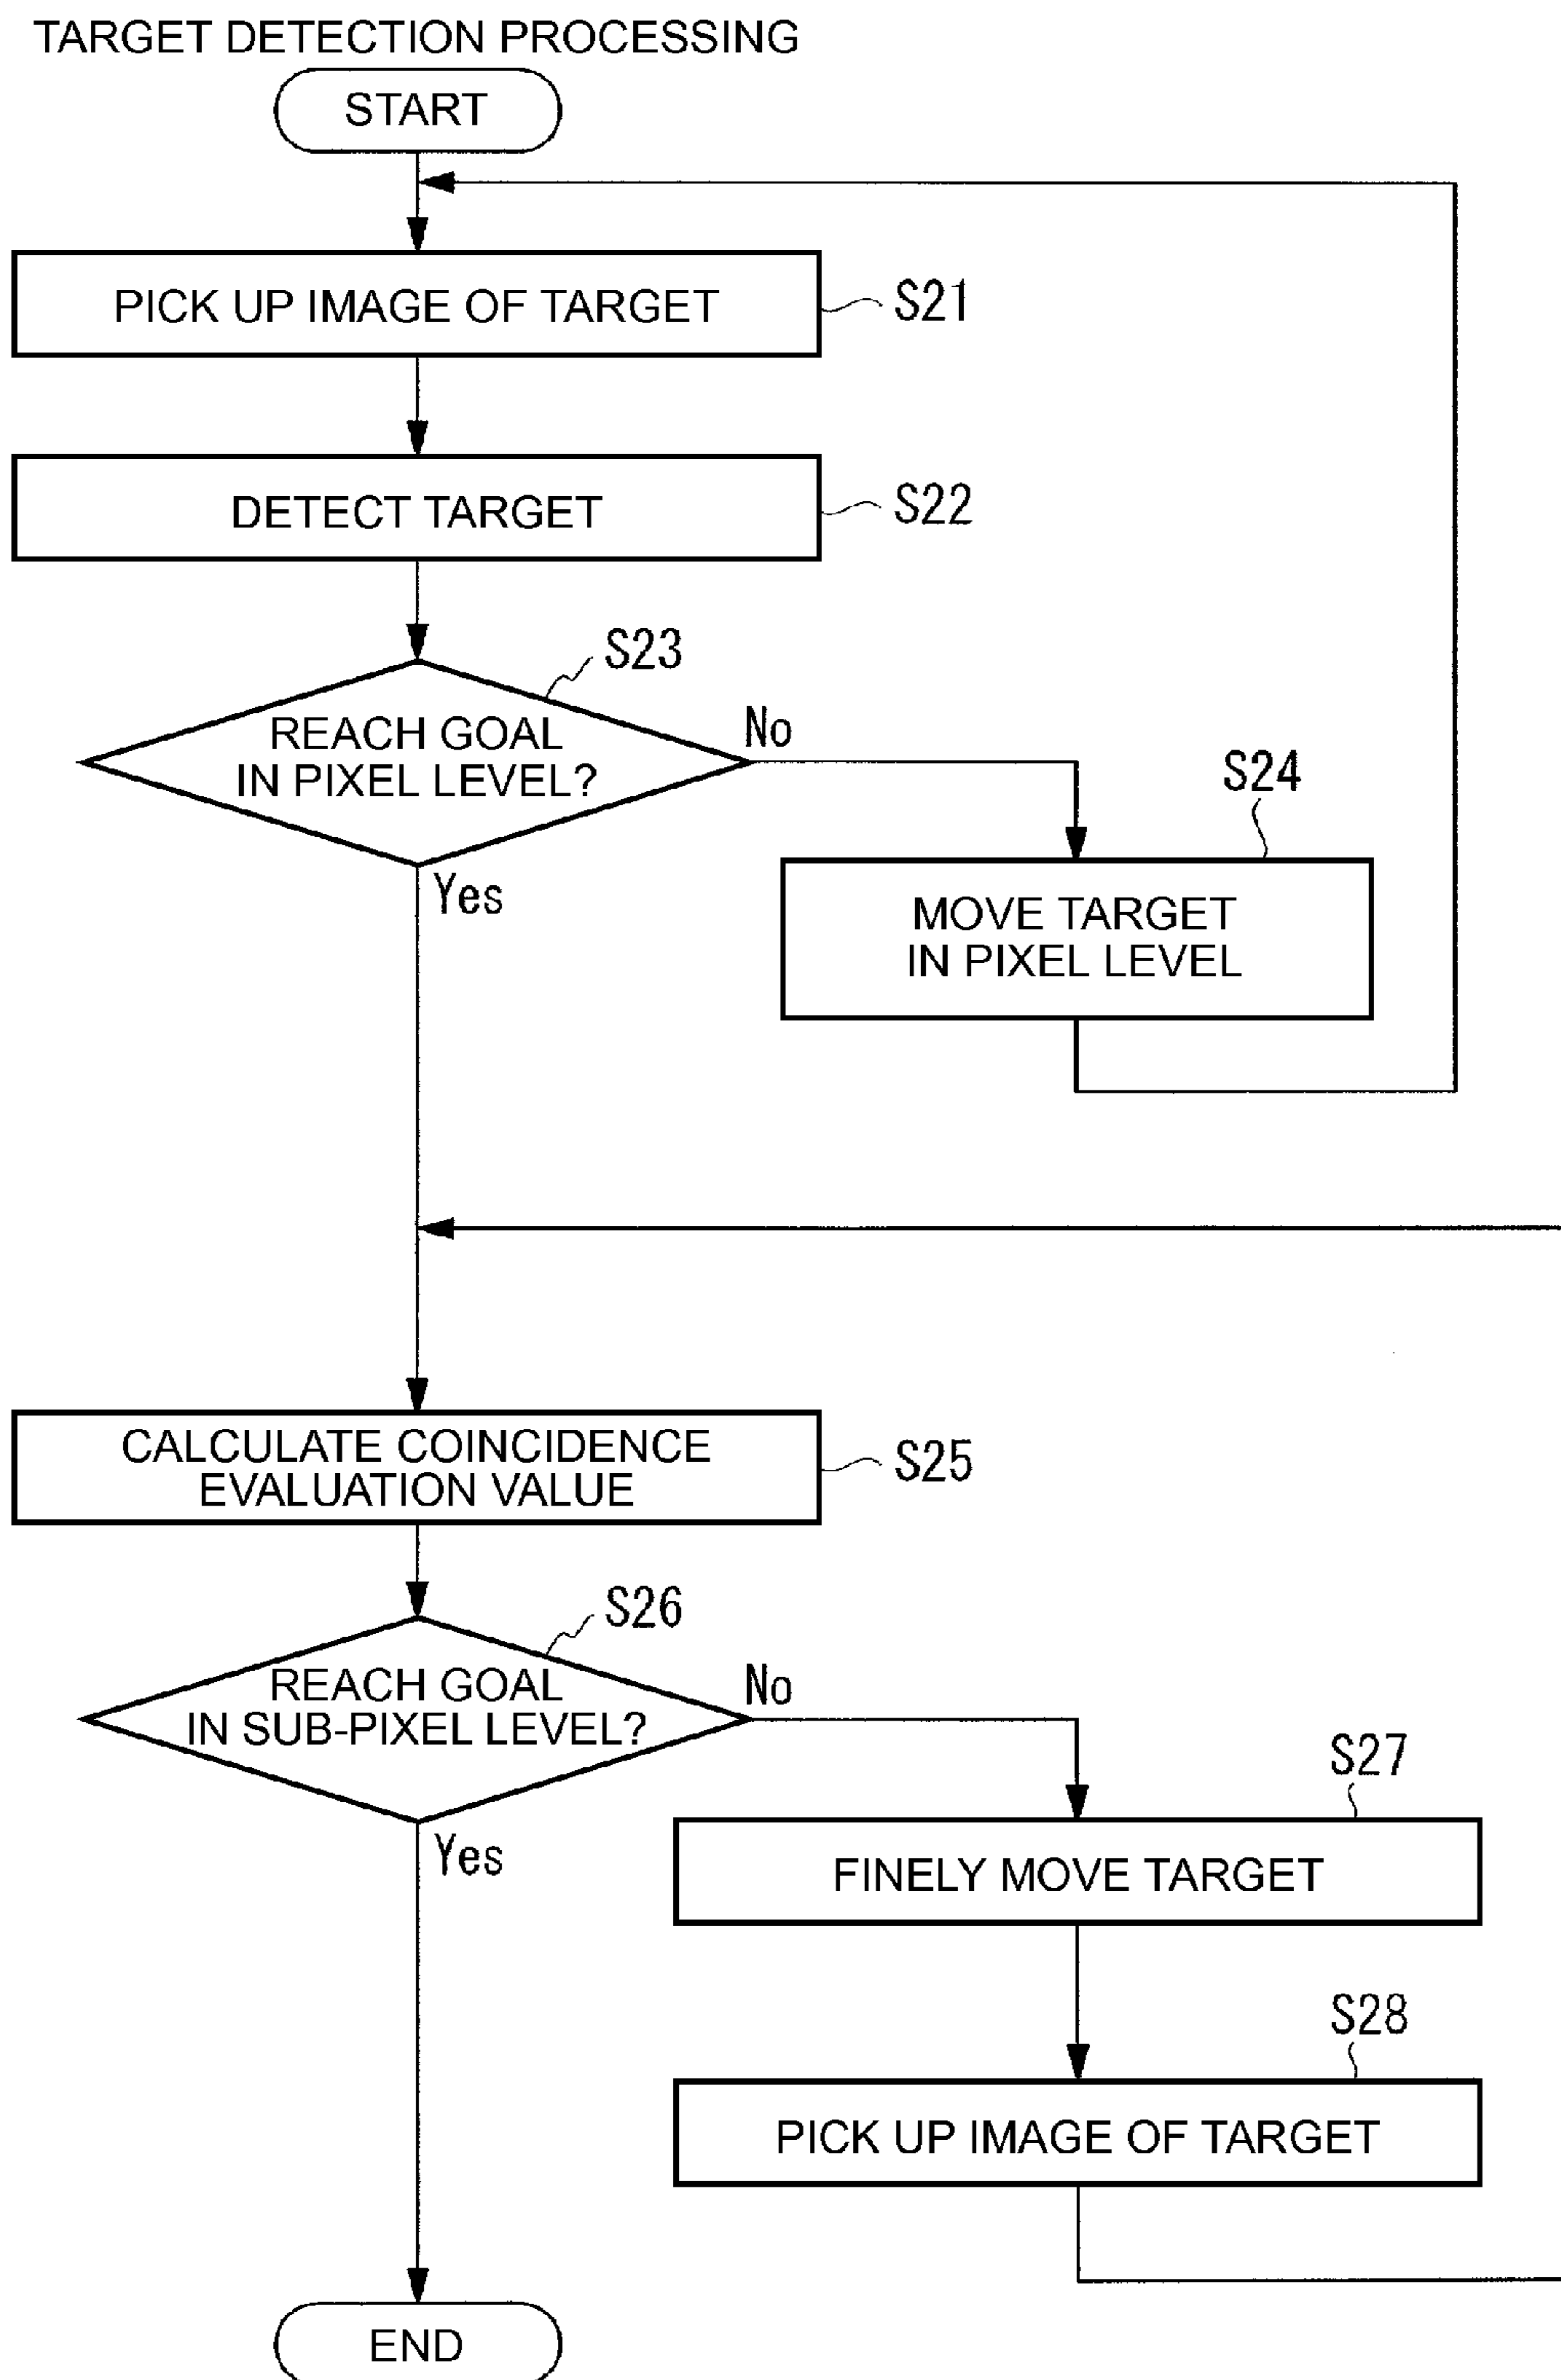 TARGET DETECTION PROCESSING
START
PICK UP IMAGE OF TARGET
S21
DETECT TARGET
S22
S23
REACH GOAL
IN PIXEL LEVEL?
No
Yes
S24
MOVE TARGET
IN PIXEL LEVEL
CALCULATE COINCIDENCE
EVALUATION VALUE
S25
S26
REACH GOAL
IN SUB-PIXEL LEVEL?
No
Yes
S27
FINELY MOVE TARGET
S28
PICK UP IMAGE OF TARGET
END